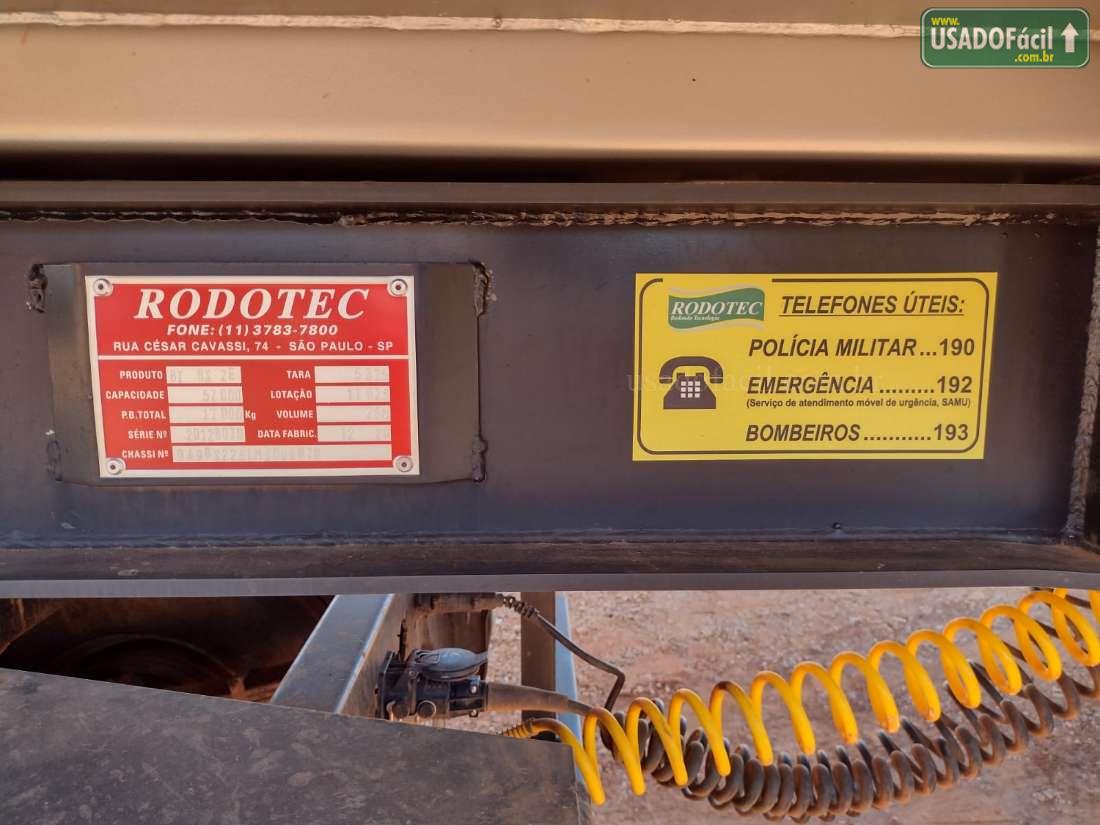 www.
USADOFácil
.com.br
RODOTEC
FONE: (11) 3783-7800
RUA CÉSAR CAVASSI, 74 - SÃO PAULO - SP
PRODUTO TARA
CAPACIDADE 57000 LOTAÇÃO
P.B.TOTAL Kg VOLUME
SÉRIE Nº DATA FABRIC.
CHASSI Nº
RODOTEC
TELEFONES ÚTEIS:
POLÍCIA MILITAR...190
EMERGÊNCIA.........192
(Serviço de atendimento móvel de urgência, SAMU)
BOMBEIROS...........193